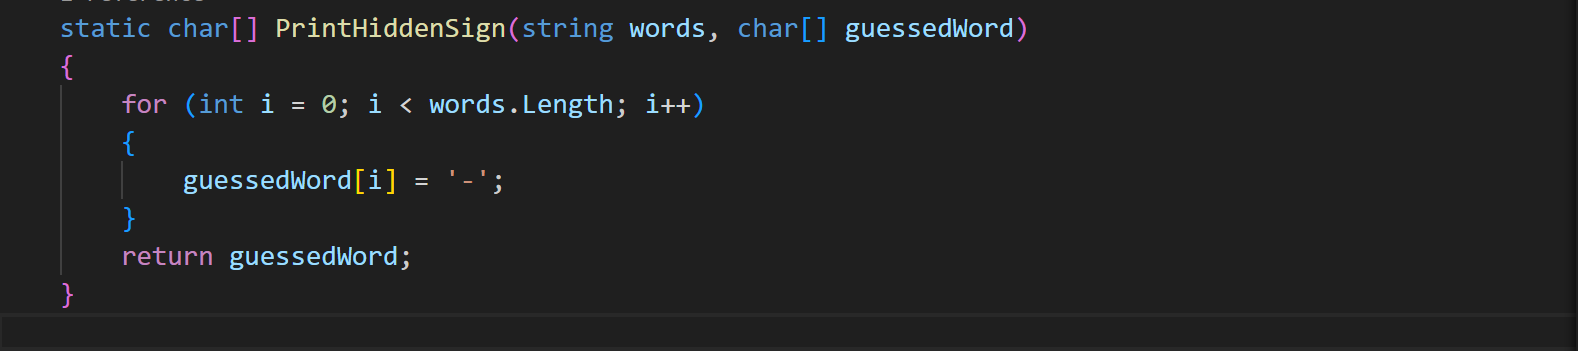 static char[] PrintHiddenSign(string words, char[] guessedWord)
{
    for (int i = 0; i < words.Length; i++)
    {
        guessedWord[i] = '-';
    }
    return guessedWord;
}